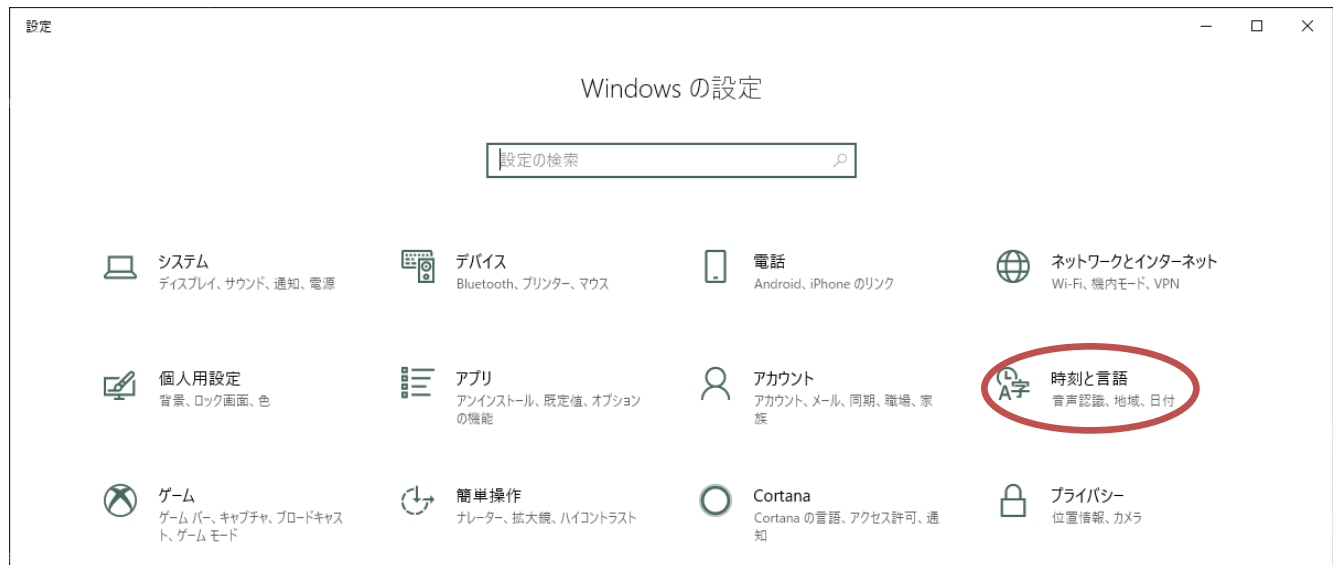 設定
Windows の設定
設定の検索
システム
ディスプレイ、サウンド、通知、電源
デバイス
Bluetooth、プリンター、マウス
電話
Android、iPhone のリンク
ネットワークとインターネット
Wi-Fi、機内モード、VPN
個人用設定
背景、ロック画面、色
アプリ
アンインストール、既定値、オプション
の機能
アカウント
アカウント、メール、同期、職場、家
族
時刻と言語
音声認識、地域、日付
ゲーム
ゲーム バー、キャプチャ、ブロードキャス
ト、ゲーム モード
簡単操作
ナレーター、拡大鏡、ハイコントラスト
Cortana
Cortana の言語、アクセス許可、通
知
プライバシー
位置情報、カメラ